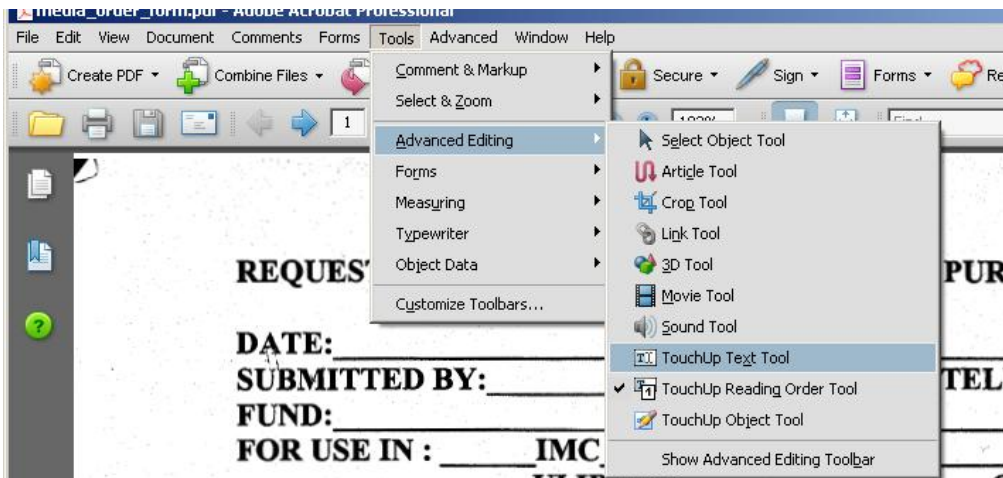 media_order_form.pdf - Adobe Acrobat Professional
File Edit View Document Comments Forms Tools Advanced Window Help
Create PDF Combine Files Secure Sign Forms Re
1
Comment & Markup
Select & Zoom
Advanced Editing
Forms
Measuring
Typewriter
Object Data
Customize Toolbars...
Select Object Tool
Article Tool
Crop Tool
Link Tool
3D Tool
Movie Tool
Sound Tool
TouchUp Text Tool
TouchUp Reading Order Tool
TouchUp Object Tool
Show Advanced Editing Toolbar
REQUEST PUR
DATE:
SUBMITTED BY: TEL
FUND:
FOR USE IN : IMC